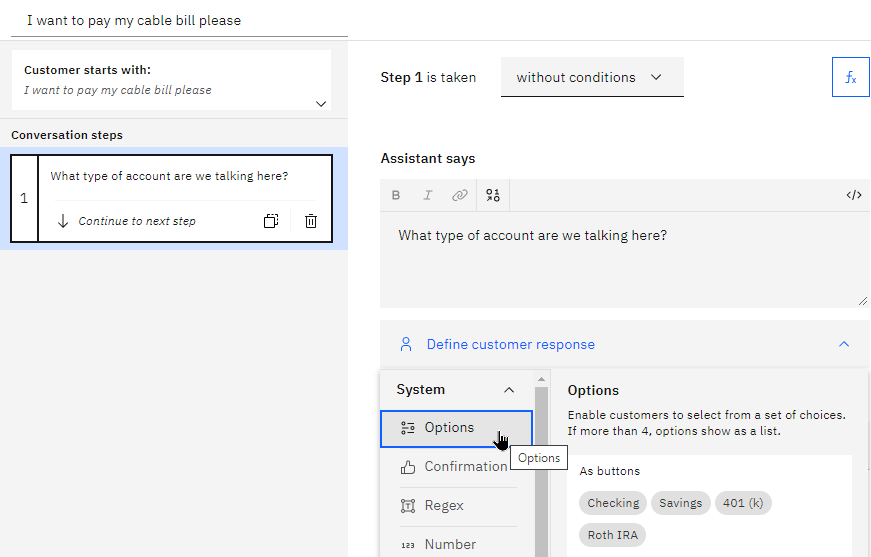 I want to pay my cable bill please
Customer starts with:
I want to pay my cable bill please
Conversation steps
1
What type of account are we talking here?
Continue to next step
Step 1 is taken
without conditions
fx
Assistant says
B I
</>
What type of account are we talking here?
Define customer response
System
Options
Confirmation
Regex
123 Number
Options
Options
Enable customers to select from a set of choices.
If more than 4, options show as a list.
As buttons
Checking Savings 401 (k)
Roth IRA